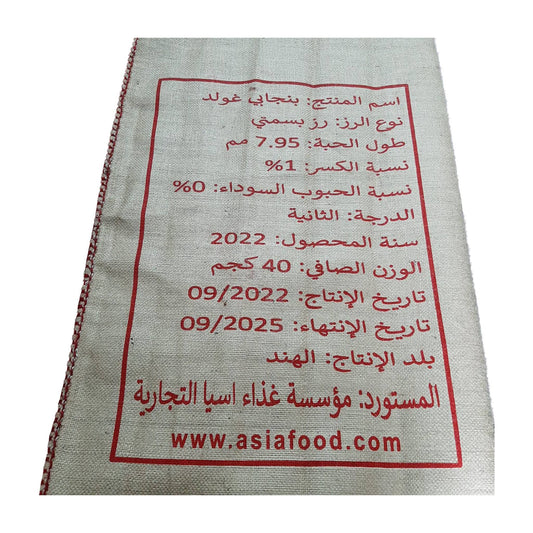 اسم المنتج: بنجابي غولد
نوع الرز: رز بسمتي
طول الحبة: 7.95 مم
نسبة الكسر: 1%
نسبة الحبوب السوداء: 0%
الدرجة: الثانية
سنة المحصول: 2022
الوزن الصافي: 40 كجم
تاريخ الإنتاج: 09/2022
تاريخ الإنتهاء: 09/2025
بلد الإنتاج: الهند
المستورد: مؤسسة غذاء اسيا التجارية
www.asiafood.com